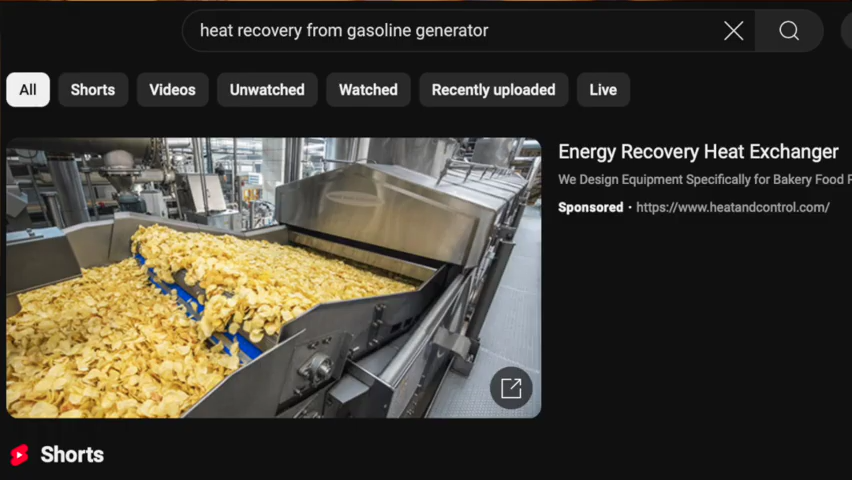 heat recovery from gasoline generator
All
Shorts
Videos
Unwatched
Watched
Recently uploaded
Live
Energy Recovery Heat Exchanger
We Design Equipment Specifically for Bakery Food
Sponsored · https://www.heatandcontrol.com/
Shorts